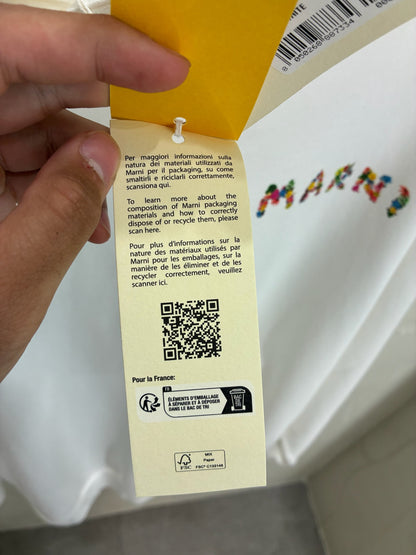 8 050260 087334
MARNI
Per maggiori informazioni sulla
natura dei materiali utilizzati da
Marni per il packaging, su come
smaltirli e riciclarli correttamente,
scansiona qui.
To learn more about the
composition of Marni packaging
materials and how to correctly
dispose of or recycle them, please
scan here.
Pour plus d'informations sur la
nature des matériaux utilisés par
Marni pour les emballages, sur la
manière de les éliminer et de les
recycler correctement, veuillez
scanner ici.
Pour la France:
FR
ÉLÉMENTS D'EMBALLAGE
À SÉPARER ET À DÉPOSER
DANS LE BAC DE TRI
FSC
MIX
Paper